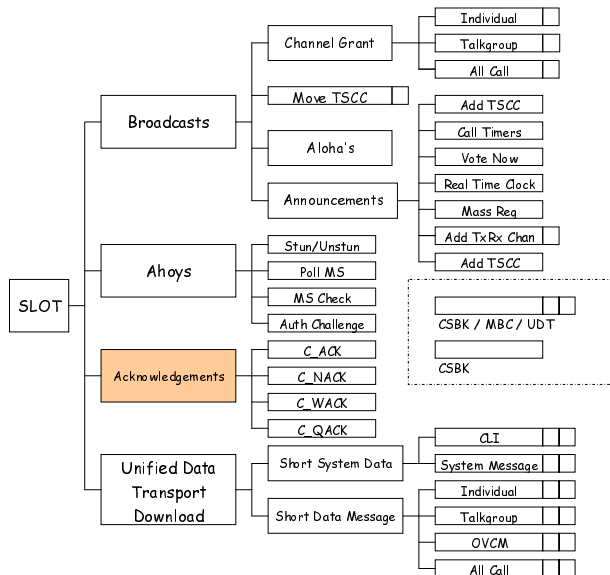 SLOT
Broadcasts
Channel Grant
Individual
Talkgroup
All Call
Move TSCC
Aloha's
Announcements
Add TSCC
Call Timers
Vote Now
Real Time Clock
Mass Reg
Add TxRx Chan
Add TSCC
Ahoys
Stun/Unstun
Poll MS
MS Check
Auth Challenge
CSBK / MBC / UDT
CSBK
Acknowledgements
C_ACK
C_NACK
C_WACK
C_QACK
Unified Data
Transport
Download
Short System Data
CLI
System Message
Short Data Message
Individual
Talkgroup
OVCM
All Call